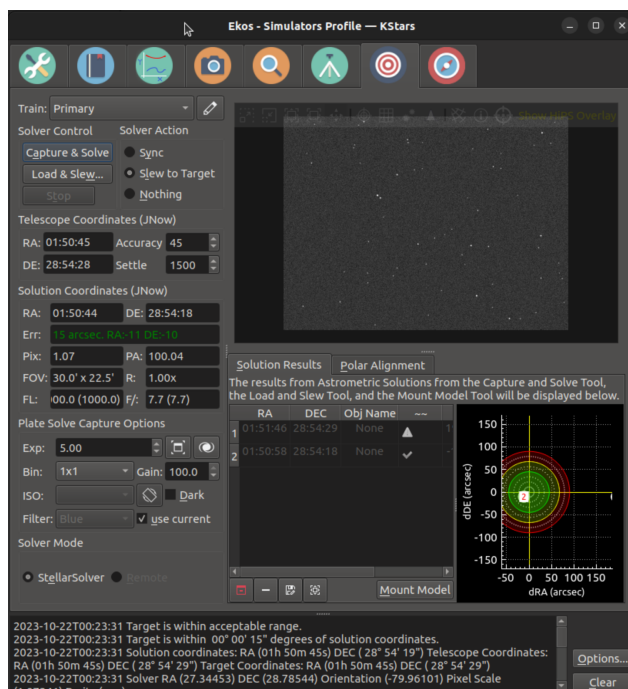 Ekos - Simulators Profile — KStars
Train: Primary
Solver Control Solver Action
Capture & Solve Sync
Load & Slew... Slew to Target
Stop Nothing
Show HiPS Overlay
Telescope Coordinates (JNow)
RA: 01:50:45 Accuracy 45
DE: 28:54:28 Settle 1500
Solution Coordinates (JNow)
RA: 01:50:44 DE: 28:54:18
Err: 15 arcsec. RA:-11 DE:-10
Pix: 1.07 PA: 100.04
FOV: 30.0' x 22.5' R: 1.00x
FL: 00.0 (1000.0) F/: 7.7 (7.7)
Plate Solve Capture Options
Exp: 5.00
Bin: 1x1 Gain: 100.0
ISO: Dark
Filter: Blue use current
Solver Mode
StellarSolver Remote
Solution Results Polar Alignment
The results from Astrometric Solutions from the Capture and Solve Tool,
the Load and Slew Tool, and the Mount Model Tool will be displayed below.
RA DEC Obj Name ~~
1 01:51:46 28:54:29 None
2 01:50:58 28:54:18 None
Mount Model
dDE (arcsec)
150
100
50
0
-50
-100
-150
2
-50 0 50 100 150
dRA (arcsec)
2023-10-22T00:23:31 Target is within acceptable range.
2023-10-22T00:23:31 Target is within 00° 00' 15" degrees of solution coordinates.
2023-10-22T00:23:31 Solution coordinates: RA (01h 50m 45s) DEC ( 28° 54' 19") Telescope Coordinates:
RA (01h 50m 45s) DEC ( 28° 54' 29") Target Coordinates: RA (01h 50m 45s) DEC ( 28° 54' 29")
2023-10-22T00:23:31 Solver RA (27.34453) DEC (28.78544) Orientation (-79.96101) Pixel Scale
Options...
Clear